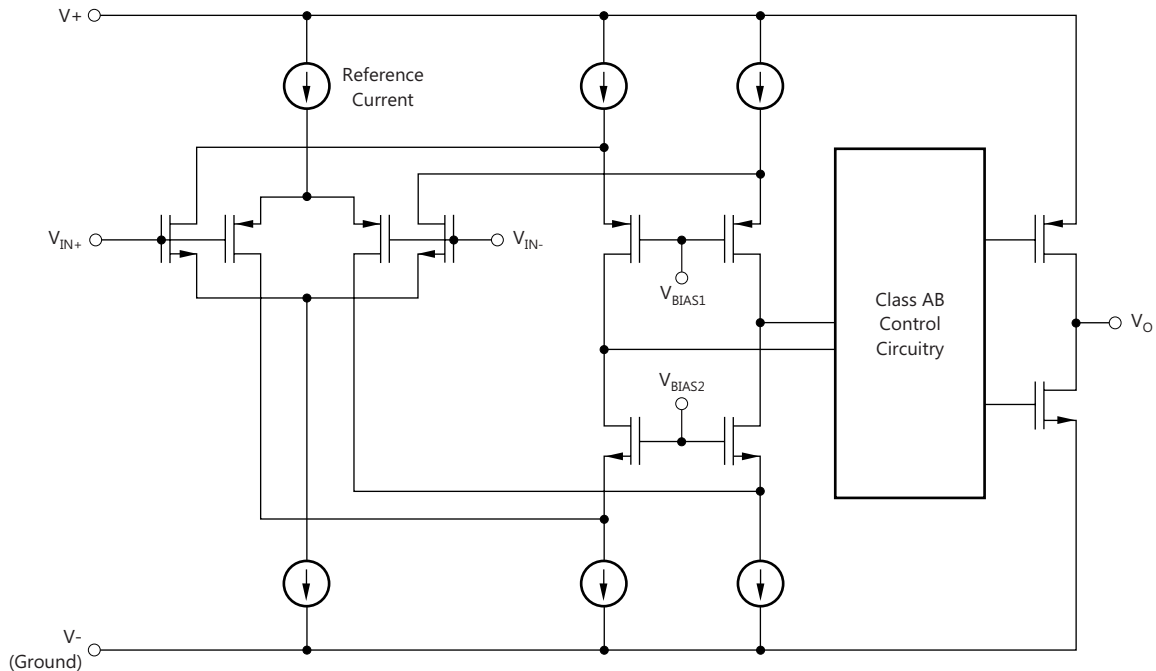 V+
Reference
Current
V_IN+
V_IN-
V_BIAS1
Class AB
Control
Circuitry
V_O
V_BIAS2
V-
(Ground)